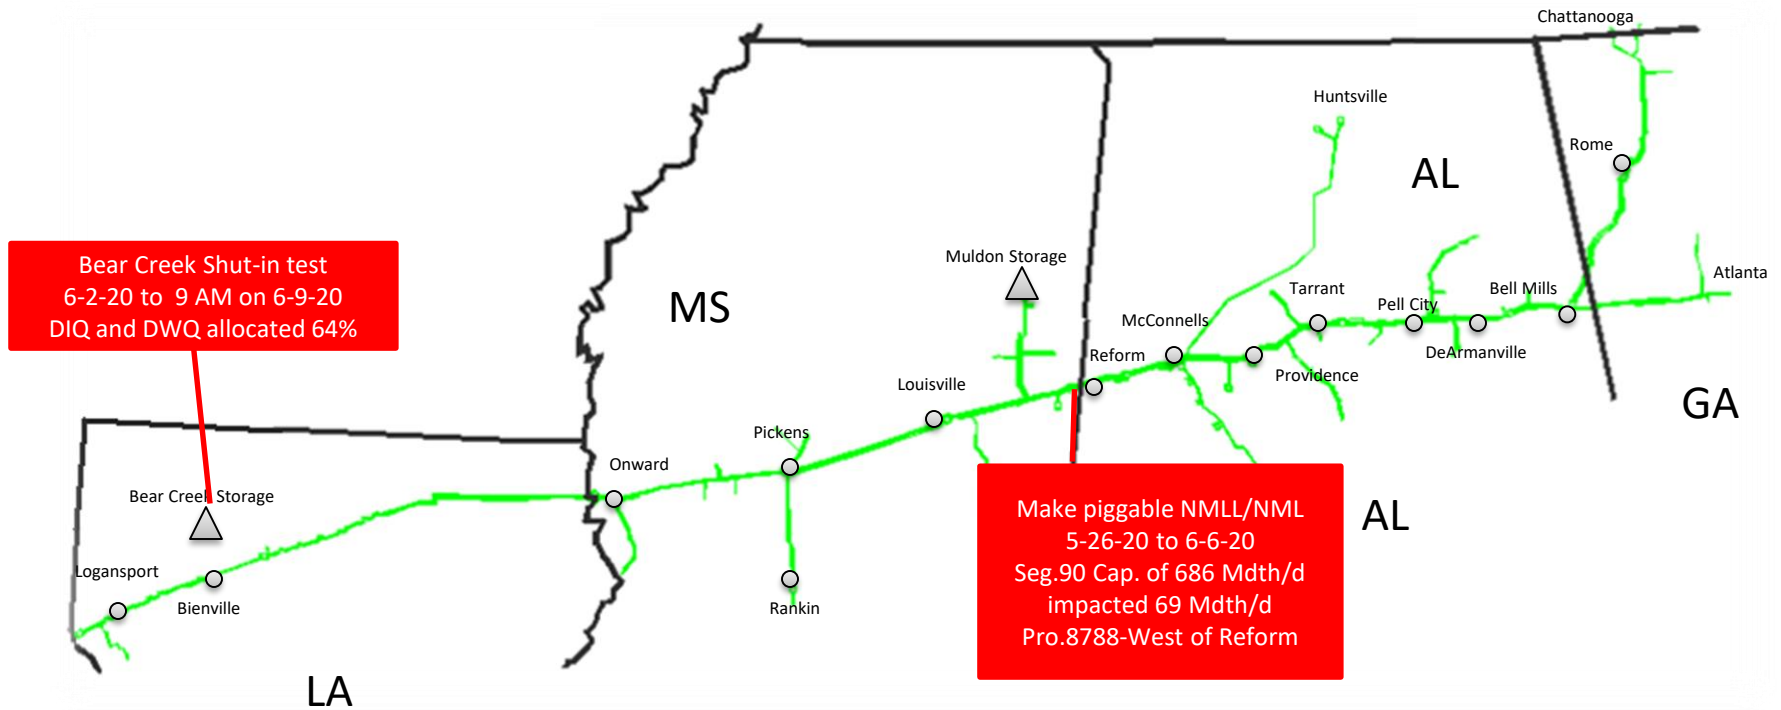 Chattanooga
Huntsville
Rome
AL
Bear Creek Shut-in test
6-2-20 to 9 AM on 6-9-20
DIQ and DWQ allocated 64%
MS
Muldon Storage
Atlanta
Tarrant
Pell City
Bell Mills
McConnells
Reform
DeArmanville
Providence
Louisville
GA
Pickens
Onward
Bear Creek Storage
Make piggable NMLL/NML
5-26-20 to 6-6-20
Seg.90 Cap. of 686 Mdth/d
impacted 69 Mdth/d
Pro.8788-West of Reform
AL
Logansport
Bienville
Rankin
LA